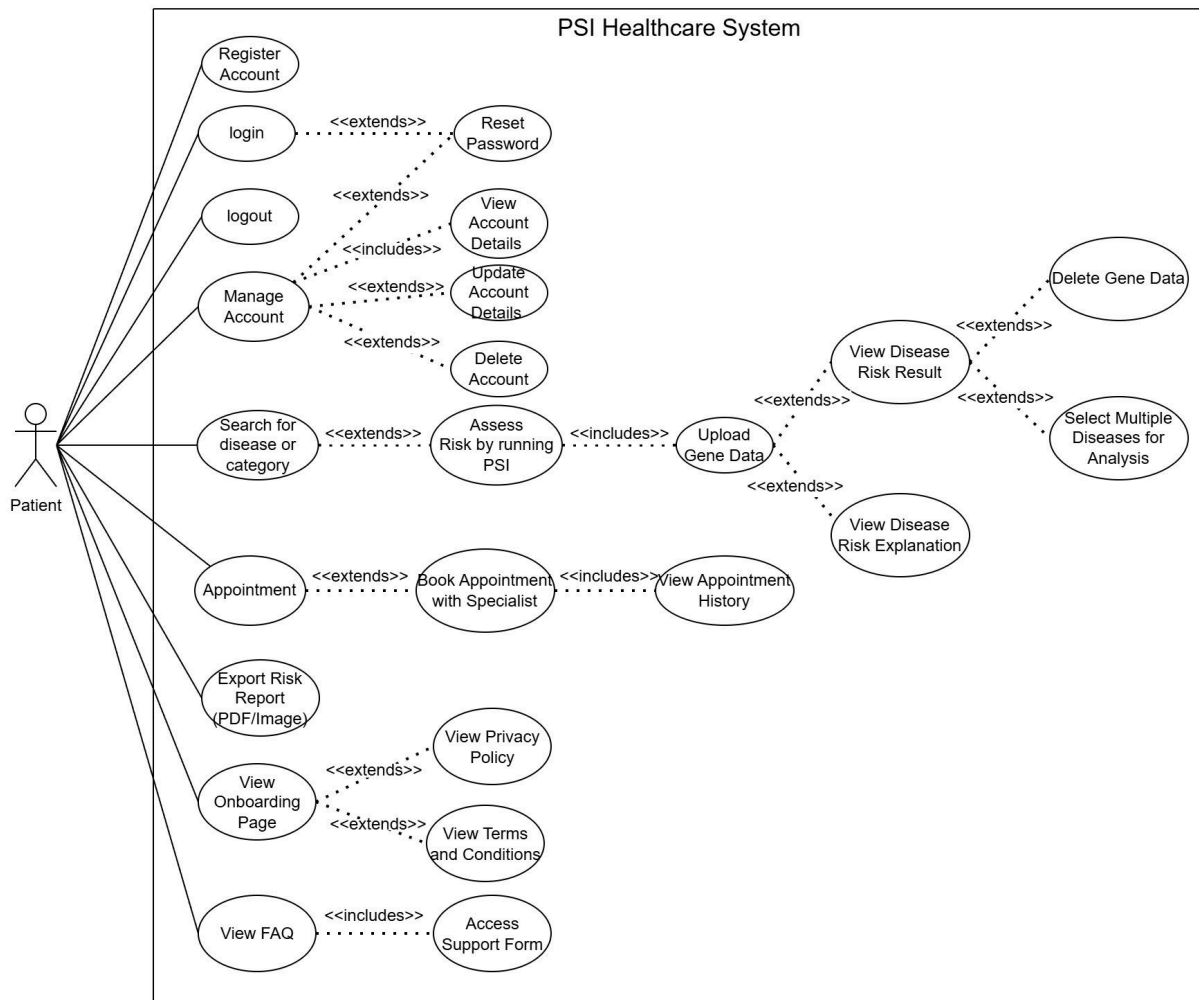 PSI Healthcare System
Register
Account
login
<<extends>>
Reset
Password
<<extends>>
logout
View
Account
Details
<<includes>>
Manage
Account
<<extends>>
Update
Account
Details
<<extends>>
Delete
Account
Patient
Search for
disease or
category
<<extends>>
Assess
Risk by running
PSI
<<includes>>
Upload
Gene Data
<<extends>>
View Disease
Risk Result
<<extends>>
Delete Gene Data
<<extends>>
Select Multiple
Diseases for
Analysis
<<extends>>
View Disease
Risk Explanation
Appointment
<<extends>>
Book Appointment
with Specialist
<<includes>>
View Appointment
History
Export Risk
Report
(PDF/Image)
View
Onboarding
Page
<<extends>>
View Privacy
Policy
<<extends>>
View Terms
and Conditions
View FAQ
<<includes>>
Access
Support Form